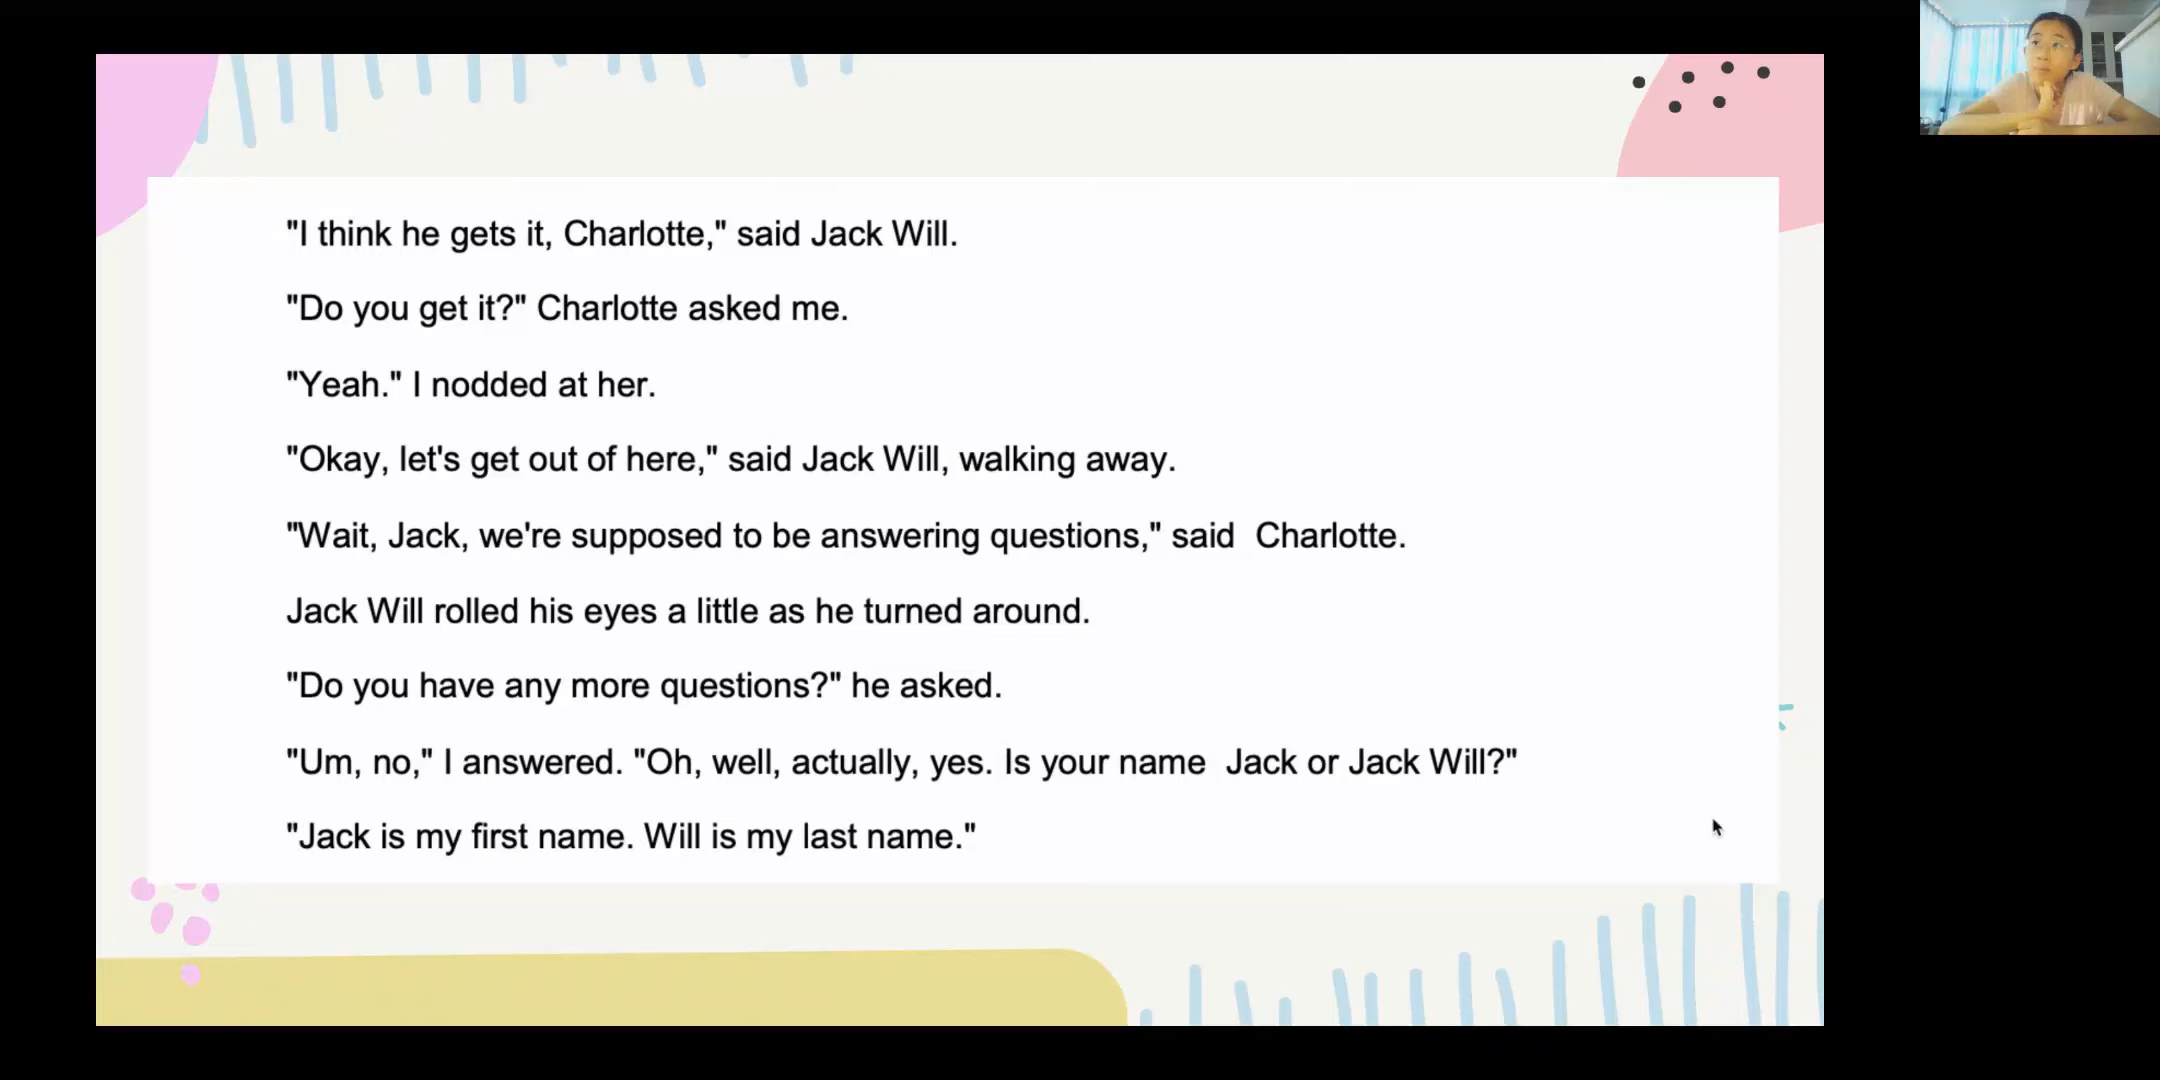 "I think he gets it, Charlotte," said Jack Will.
"Do you get it?" Charlotte asked me.
"Yeah." I nodded at her.
"Okay, let's get out of here," said Jack Will, walking away.
"Wait, Jack, we're supposed to be answering questions," said  Charlotte.
Jack Will rolled his eyes a little as he turned around.
"Do you have any more questions?" he asked.
"Um, no," I answered. "Oh, well, actually, yes. Is your name  Jack or Jack Will?"
"Jack is my first name. Will is my last name."